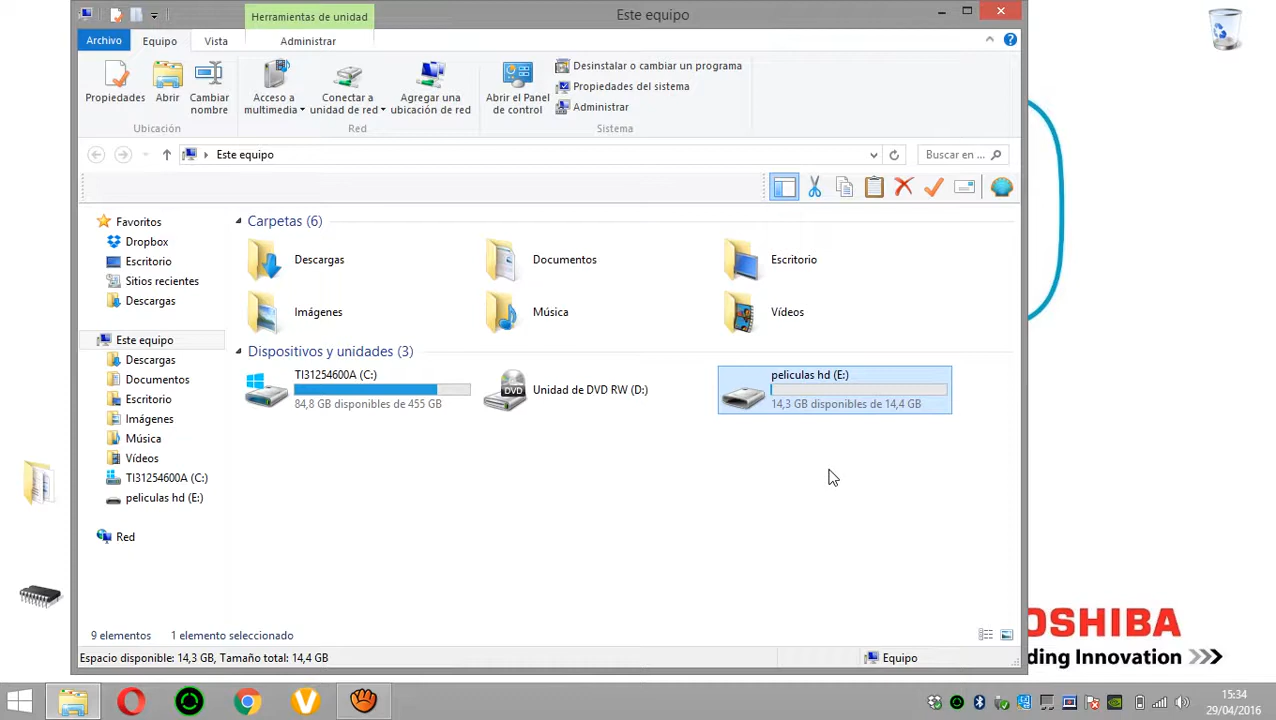 Herramientas de unidad
Este equipo
Archivo
Equipo
Vista
Administrar
Propiedades
Abrir
Cambiar
nombre
Ubicación
Acceso a
multimedia
Conectar a
unidad de red
Agregar una
ubicación de red
Red
Abrir el Panel
de control
Desinstalar o cambiar un programa
Propiedades del sistema
Administrar
Sistema
Este equipo
Buscar en ...
Favoritos
Dropbox
Escritorio
Sitios recientes
Descargas
Este equipo
Descargas
Documentos
Escritorio
Imágenes
Música
Vídeos
TI31254600A (C:)
peliculas hd (E:)
Red
Carpetas (6)
Descargas
Documentos
Escritorio
Imágenes
Música
Vídeos
Dispositivos y unidades (3)
TI31254600A (C:)
84,8 GB disponibles de 455 GB
DVD
Unidad de DVD RW (D:)
peliculas hd (E:)
14,3 GB disponibles de 14,4 GB
9 elementos
1 elemento seleccionado
Espacio disponible: 14,3 GB, Tamaño total: 14,4 GB
Equipo
OSHIBA
ding Innovation
15:34
29/04/2016